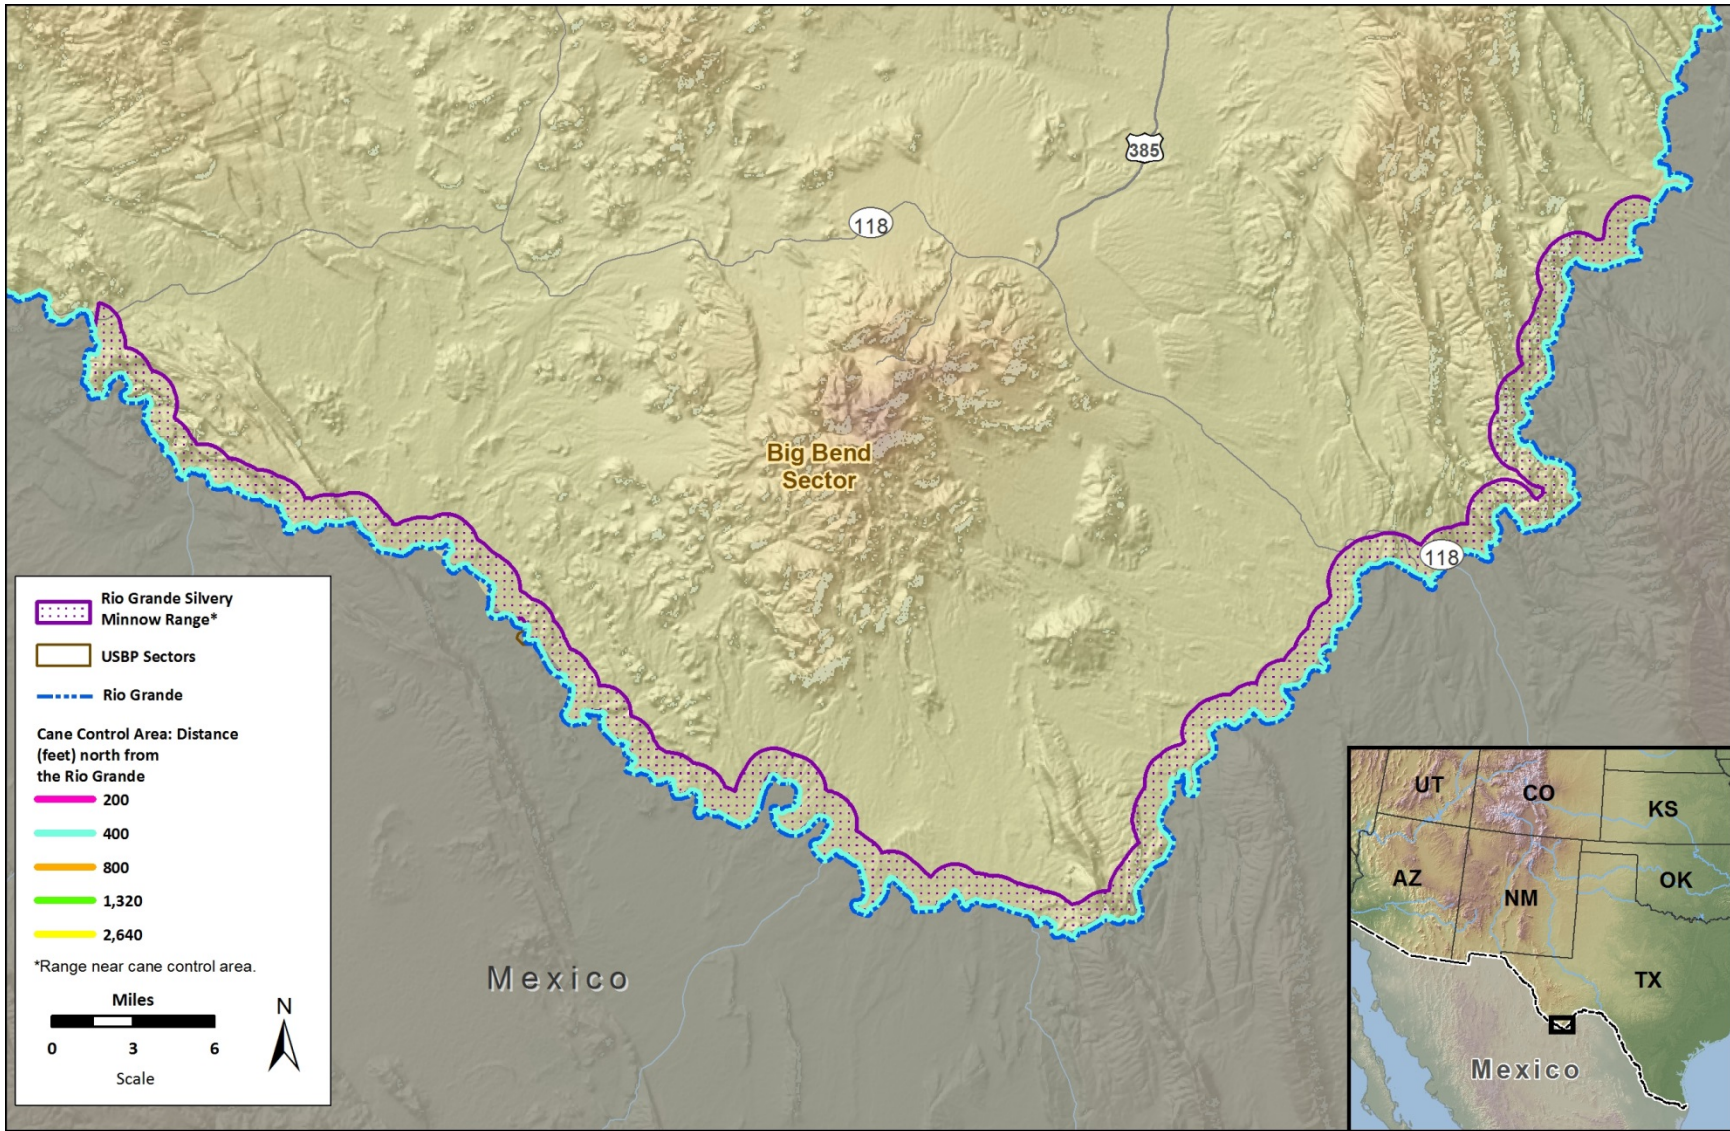 385
118
Big Bend
Sector
118
Mexico
Rio Grande Silvery
Minnow Range*
USBP Sectors
Rio Grande
Cane Control Area: Distance
(feet) north from
the Rio Grande
200
400
800
1,320
2,640
*Range near cane control area.
Miles
N
0 3 6
Scale
UT
CO
KS
AZ
NM
OK
TX
Mexico